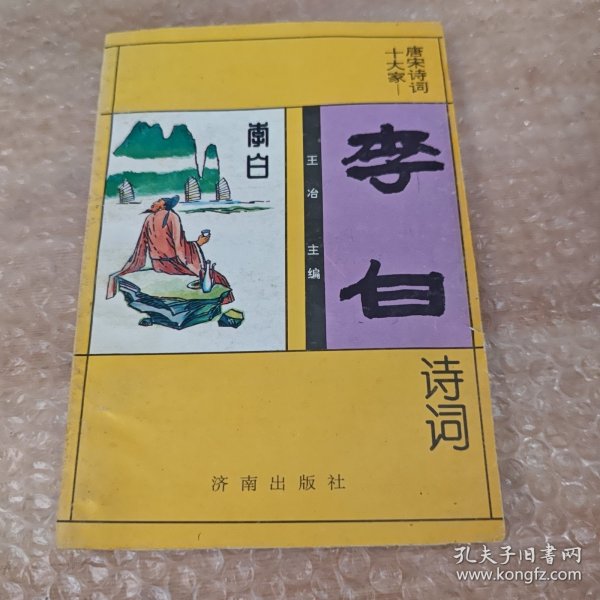 唐宋诗词
十大家—
李白
李白
王冶 主编
诗词
济南出版社
孔夫子旧书网
www.kongfz.com